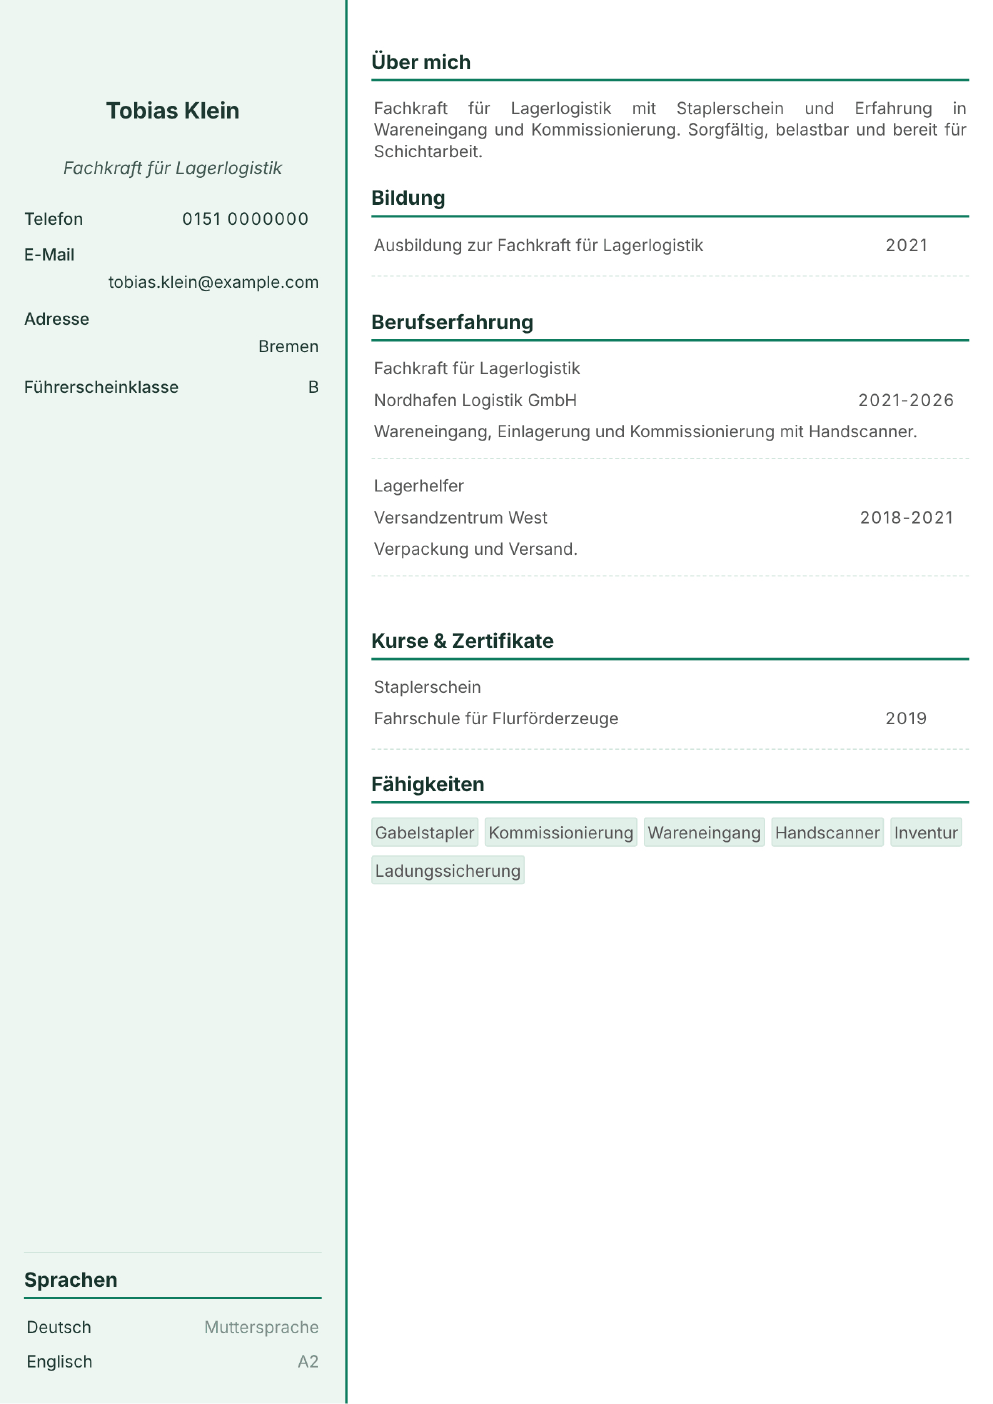 Tobias Klein
Fachkraft für Lagerlogistik
Telefon 0151 0000000
E-Mail
tobias.klein@example.com
Adresse
Bremen
Führerscheinklasse B
Sprachen
Deutsch Muttersprache
Englisch A2
Über mich
Fachkraft für Lagerlogistik mit Staplerschein und Erfahrung in
Wareneingang und Kommissionierung. Sorgfältig, belastbar und bereit für
Schichtarbeit.
Bildung
Ausbildung zur Fachkraft für Lagerlogistik 2021
Berufserfahrung
Fachkraft für Lagerlogistik
Nordhafen Logistik GmbH 2021-2026
Wareneingang, Einlagerung und Kommissionierung mit Handscanner.
Lagerhelfer
Versandzentrum West 2018-2021
Verpackung und Versand.
Kurse & Zertifikate
Staplerschein
Fahrschule für Flurförderzeuge 2019
Fähigkeiten
Gabelstapler Kommissionierung Wareneingang Handscanner Inventur
Ladungssicherung